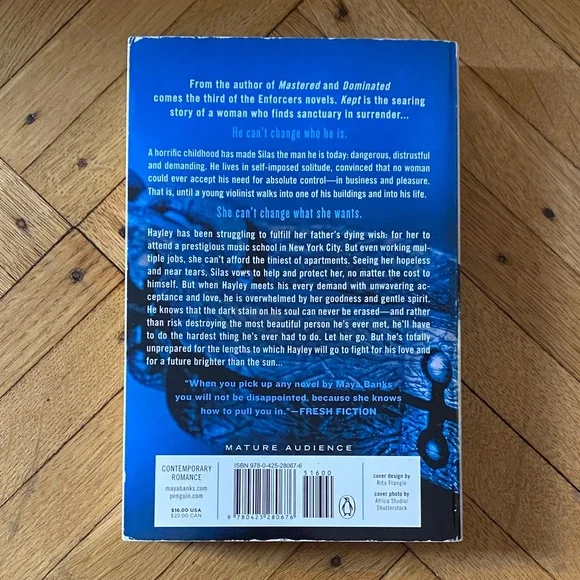 From the author of Mastered and Dominated
comes the third of the Enforcers novels. Kept is the searing
story of a woman who finds sanctuary in surrender...
He can't change who he is.
A horrific childhood has made Silas the man he is today: dangerous, distrustful
and demanding. He lives in self-imposed solitude, convinced that no woman
could ever accept his need for absolute control—in business and pleasure.
That is, until a young violinist walks into one of his buildings and into his life.
She can't change what she wants.
Hayley has been struggling to fulfill her father's dying wish: for her to
attend a prestigious music school in New York City. But even working mul-
tiple jobs, she can't afford the tiniest of apartments. Seeing her hopeless
and near tears, Silas vows to help and protect her, no matter the cost to
himself. But when Hayley meets his every demand with unwavering ac-
ceptance and love, he is overwhelmed by her goodness and gentle spirit.
He knows that the dark stain on his soul can never be erased—and rather
than risk destroying the most beautiful person he's ever met, he'll have
to do the hardest thing he's ever had to do. Let her go. But he's totally
unprepared for the lengths to which Hayley will go to fight for his love and
for a future brighter than the sun...
"When you pick up any novel by Maya Banks
you will not be disappointed, because she knows
how to pull you in."—FRESH FICTION
MATURE AUDIENCE
CONTEMPORARY
ROMANCE
mayabanks.com
penguin.com
$16.00 USA
$22.00 CAN
ISBN 978-0-425-28067-6
51600
9 780425 280676
cover design by
Rita Frangie
cover photo by
Africa Studio/
Shutterstock